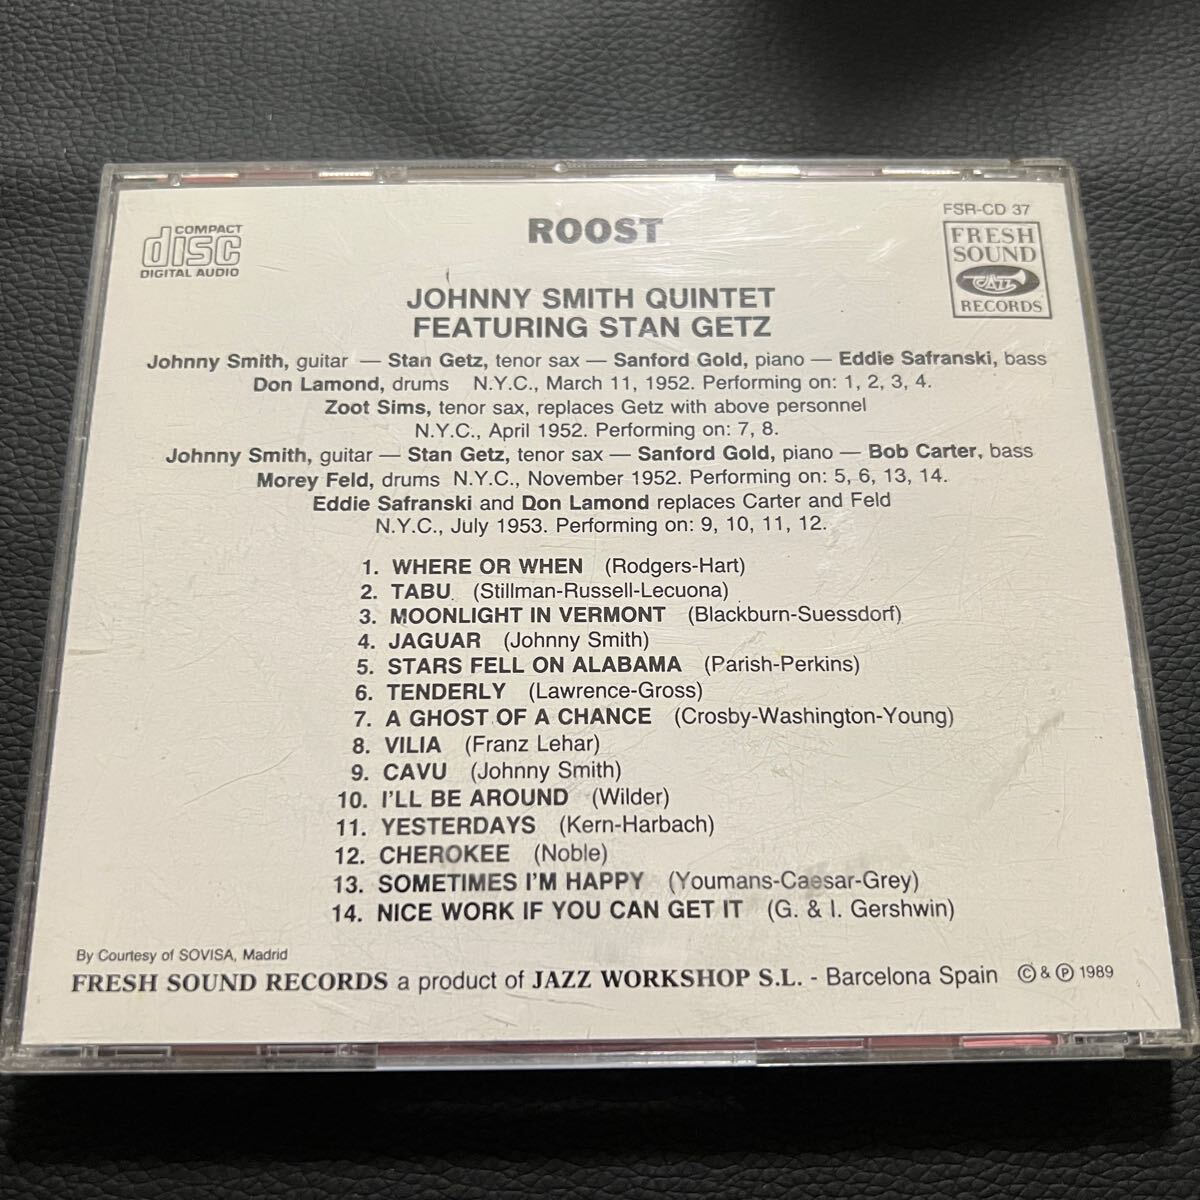 COMPACT
disc
DIGITAL AUDIO
ROOST
FSR-CD 37
FRESH
SOUND
JAZZ
RECORDS
JOHNNY SMITH QUINTET
FEATURING STAN GETZ
Johnny Smith, guitar — Stan Getz, tenor sax — Sanford Gold, piano — Eddie Safranski, bass
Don Lamond, drums N.Y.C., March 11, 1952. Performing on: 1, 2, 3, 4.
Zoot Sims, tenor sax, replaces Getz with above personnel
N.Y.C., April 1952. Performing on: 7, 8.
Johnny Smith, guitar — Stan Getz, tenor sax — Sanford Gold, piano — Bob Carter, bass
Morey Feld, drums N.Y.C., November 1952. Performing on: 5, 6, 13, 14.
Eddie Safranski and Don Lamond replaces Carter and Feld
N.Y.C., July 1953. Performing on: 9, 10, 11, 12.
1. WHERE OR WHEN (Rodgers-Hart)
2. TABU (Stillman-Russell-Lecuona)
3. MOONLIGHT IN VERMONT (Blackburn-Suessdorf)
4. JAGUAR (Johnny Smith)
5. STARS FELL ON ALABAMA (Parish-Perkins)
6. TENDERLY (Lawrence-Gross)
7. A GHOST OF A CHANCE (Crosby-Washington-Young)
8. VILIA (Franz Lehar)
9. CAVU (Johnny Smith)
10. I'LL BE AROUND (Wilder)
11. YESTERDAYS (Kern-Harbach)
12. CHEROKEE (Noble)
13. SOMETIMES I'M HAPPY (Youmans-Caesar-Grey)
14. NICE WORK IF YOU CAN GET IT (G. & I. Gershwin)
By Courtesy of SOVISA, Madrid
FRESH SOUND RECORDS a product of JAZZ WORKSHOP S.L. - Barcelona Spain © & ℗ 1989